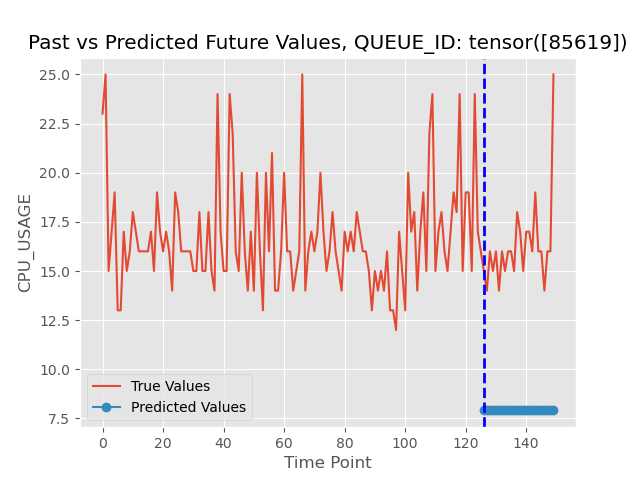 Past vs Predicted Future Values, QUEUE_ID: tensor([85619])
CPU_USAGE
25.0
22.5
20.0
17.5
15.0
12.5
10.0
7.5
True Values
Predicted Values
0 20 40 60 80 100 120 140
Time Point